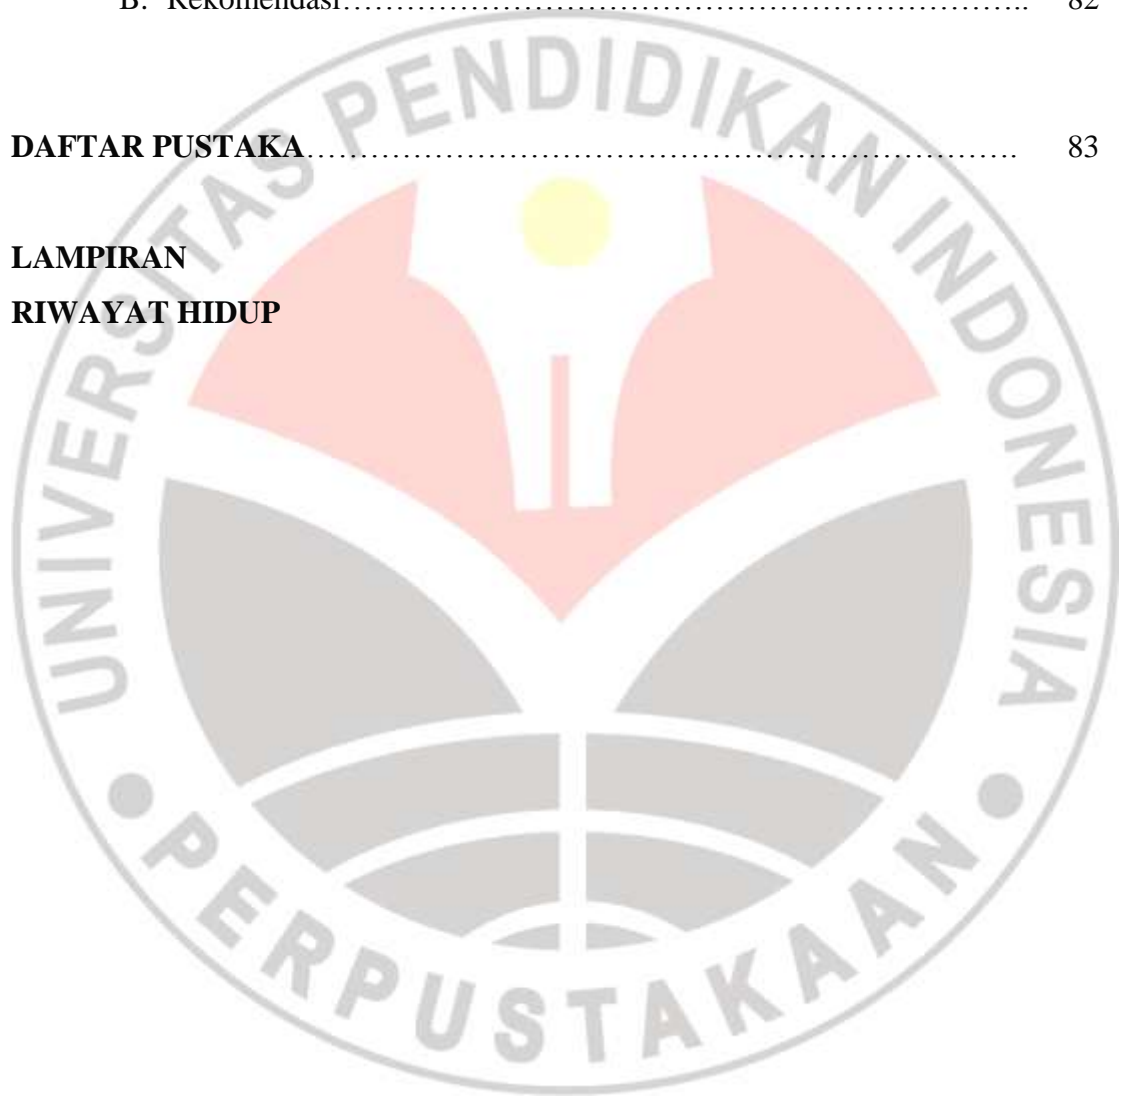 B. Rekomendasi……………………………………………………….. 82
DAFTAR PUSTAKA…………………………………………………………. 83
LAMPIRAN
RIWAYAT HIDUP
UNIVERSITAS PENDIDIKAN INDONESIA
PERPUSTAKAAN